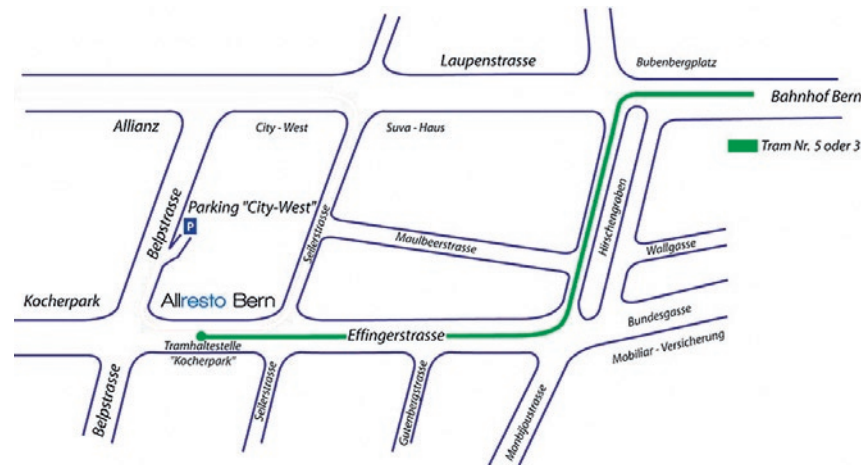 Laupenstrasse
Bubenbergplatz
Bahnhof Bern
Allianz
City - West
Suva - Haus
Tram Nr. 5 oder 3
Parking "City-West"
P
Belpstrasse
Seilerstrasse
Maulbeerstrasse
Hirschengraben
Wallgasse
Kocherpark
Allresto Bern
Effingerstrasse
Bundesgasse
Mobiliar - Versicherung
Tramhaltestelle
"Kocherpark"
Belpstrasse
Seilerstrasse
Gutenbergstrasse
Monbijoustrasse